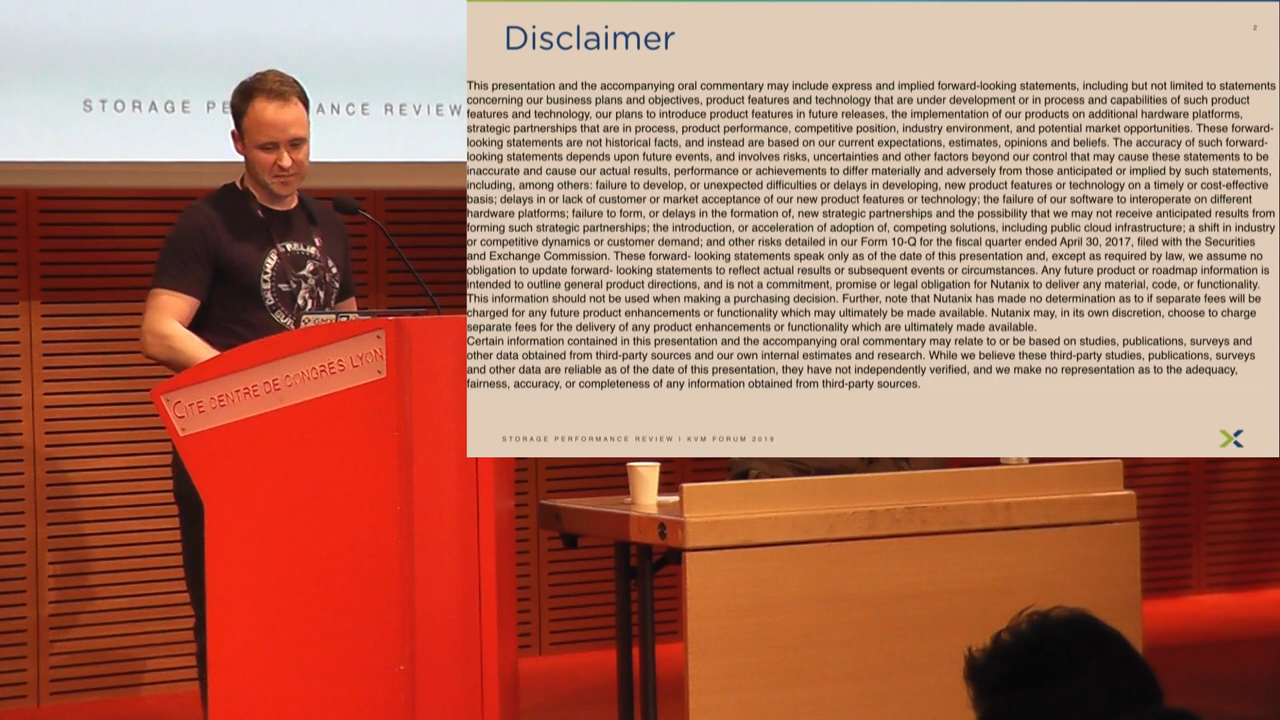 Disclaimer
2
This presentation and the accompanying oral commentary may include express and implied forward-looking statements, including but not limited to statements
concerning our business plans and objectives, product features and technology that are under development or in process and capabilities of such product
features and technology, our plans to introduce product features in future releases, the implementation of our products on additional hardware platforms,
strategic partnerships that are in process, product performance, competitive position, industry environment, and potential market opportunities. These forward-
looking statements are not historical facts, and instead are based on our current expectations, estimates, opinions and beliefs. The accuracy of such forward-
looking statements depends upon future events, and involves risks, uncertainties and other factors beyond our control that may cause these statements to be
inaccurate and cause our actual results, performance or achievements to differ materially and adversely from those anticipated or implied by such statements,
including, among others: failure to develop, or unexpected difficulties or delays in developing, new product features or technology on a timely or cost-effective
basis; delays in or lack of customer or market acceptance of our new product features or technology; the failure of our software to interoperate on different
hardware platforms; failure to form, or delays in the formation of, new strategic partnerships and the possibility that we may not receive anticipated results from
forming such strategic partnerships; the introduction, or acceleration of adoption of, competing solutions, including public cloud infrastructure; a shift in industry
or competitive dynamics or customer demand; and other risks detailed in our Form 10-Q for the fiscal quarter ended April 30, 2017, filed with the Securities
and Exchange Commission. These forward- looking statements speak only as of the date of this presentation and, except as required by law, we assume no
obligation to update forward- looking statements to reflect actual results or subsequent events or circumstances. Any future product or roadmap information is
intended to outline general product directions, and is not a commitment, promise or legal obligation for Nutanix to deliver any material, code, or functionality.
This information should not be used when making a purchasing decision. Further, note that Nutanix has made no determination as to if separate fees will be
charged for any future product enhancements or functionality which may ultimately be made available. Nutanix may, in its own discretion, choose to charge
separate fees for the delivery of any product enhancements or functionality which are ultimately made available.
Certain information contained in this presentation and the accompanying oral commentary may relate to or be based on studies, publications, surveys and
other data obtained from third-party sources and our own internal estimates and research. While we believe these third-party studies, publications, surveys
and other data are reliable as of the date of this presentation, they have not independently verified, and we make no representation as to the adequacy,
fairness, accuracy, or completeness of any information obtained from third-party sources.
STORAGE PERFORMANCE REVIEW | KVM FORUM 2019
STORAGE PE ANCE REVIEW
CITE CENTRE DE CONGRÈS LYON